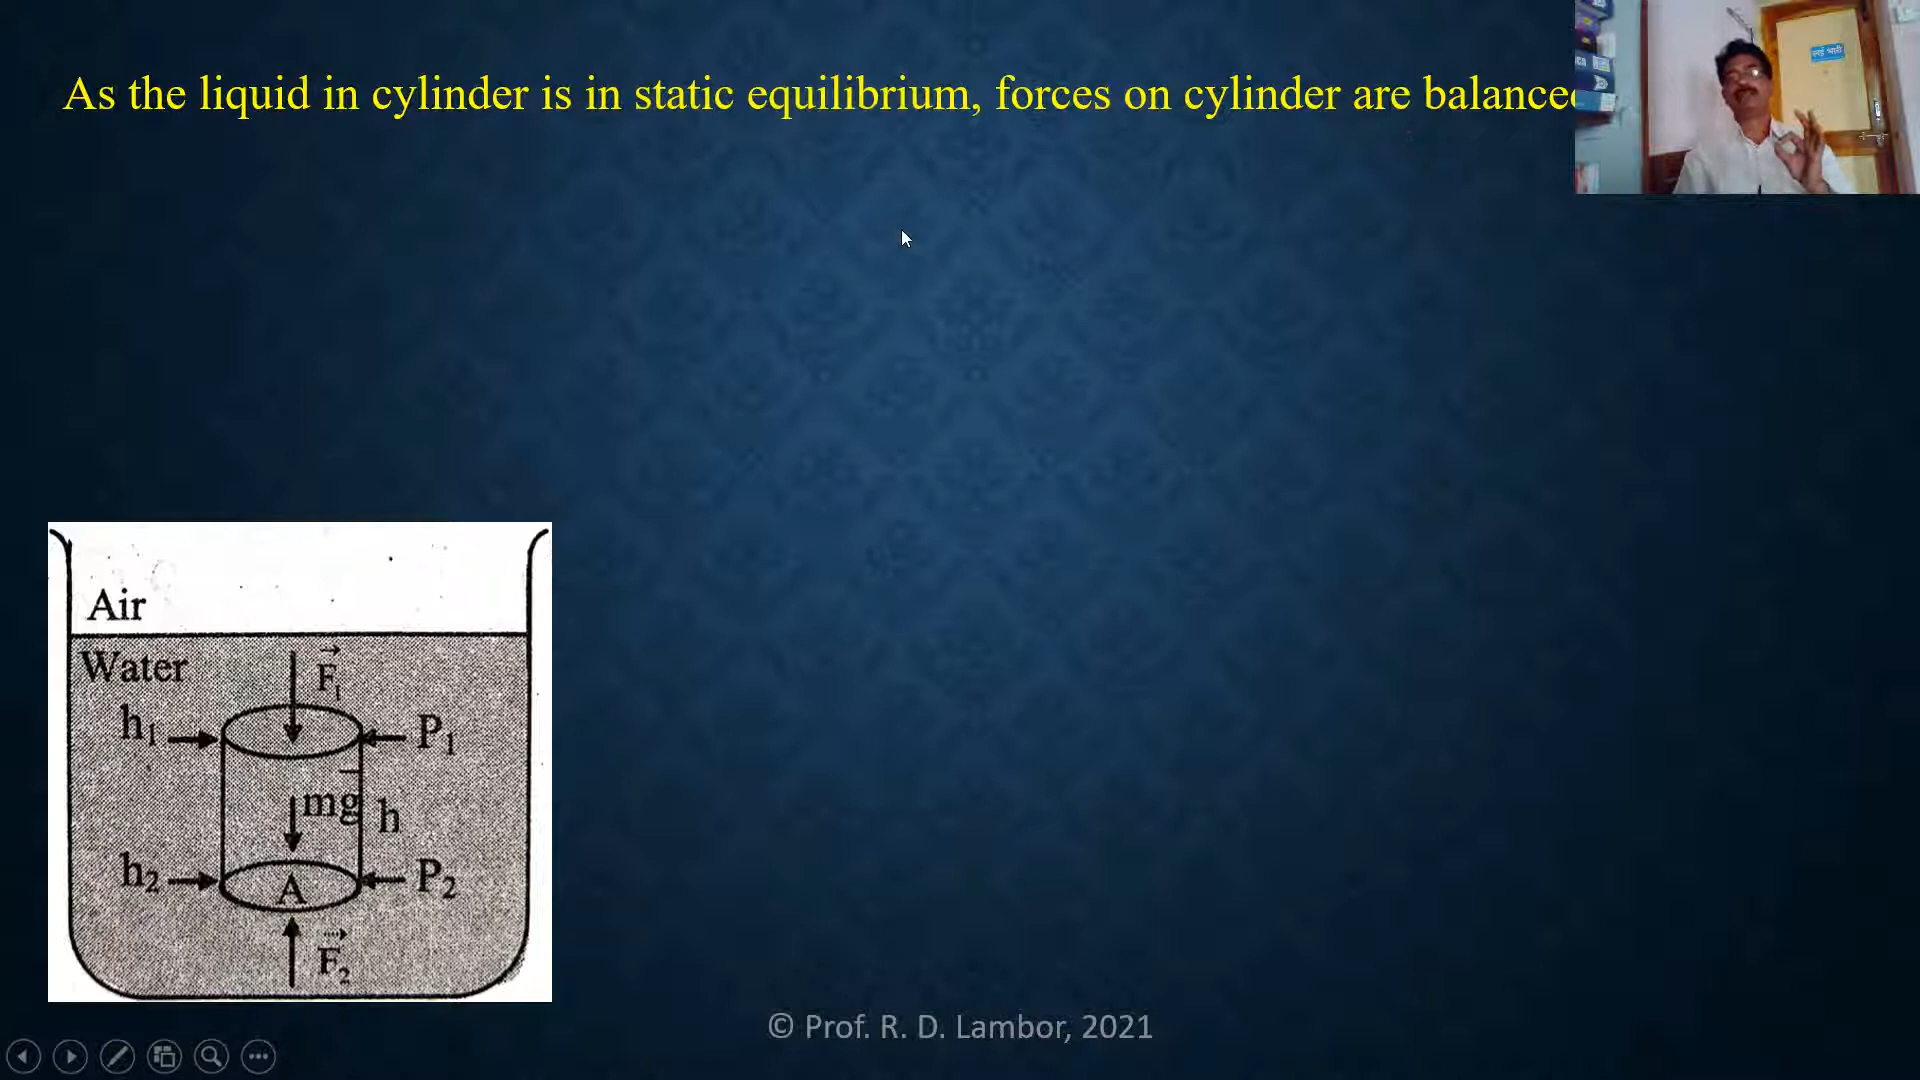 As the liquid in cylinder is in static equilibrium, forces on cylinder are balanced
Air
Water
F₁
h₁
P₁
mg
h
h₂
P₂
A
F₂
© Prof. R. D. Lambor, 2021